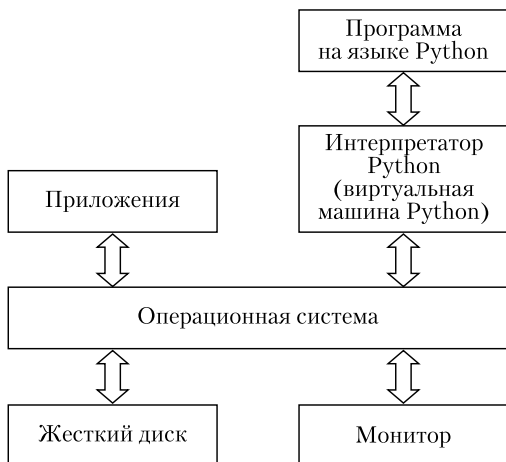 Программа
на языке Python
Интерпретатор
Python
(виртуальная
машина Python)
Приложения
Операционная система
Жесткий диск
Монитор